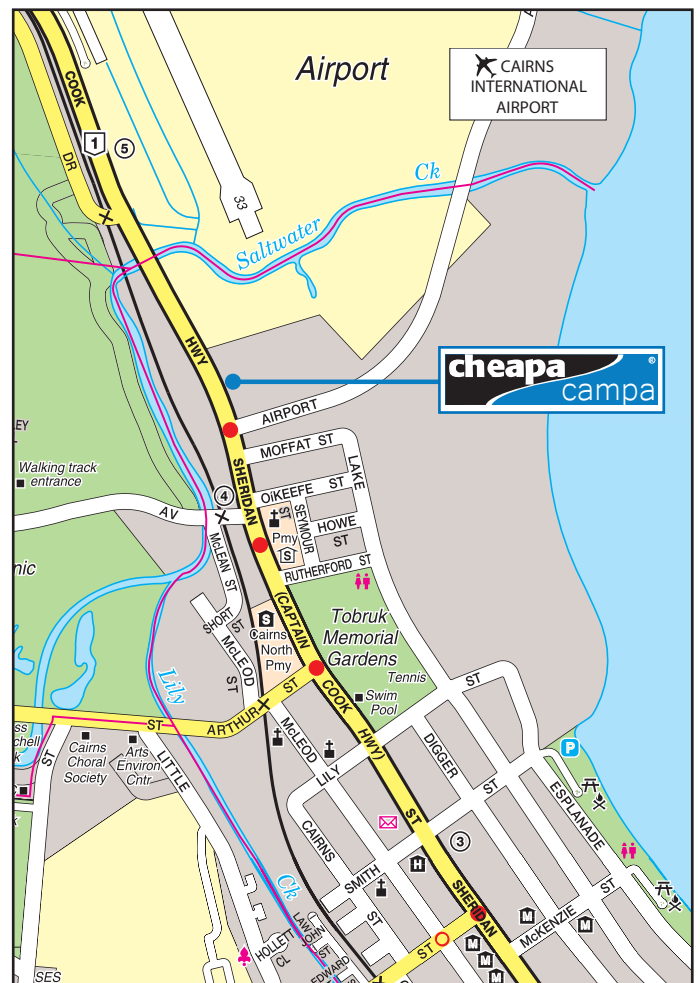 COOK
Airport
CAIRNS
INTERNATIONAL
AIRPORT
1
5
DR
33
Saltwater
Ck
HWY
cheapa
campa
®
AIRPORT
MOFFAT ST
LAKE
SHERIDAN
EY
Walking track
entrance
4
OiKEEFE ST
AV
ST
SEYMOUR
HOWE
ST
Pmy
S
McLEAN ST
RUTHERFORD ST
nic
(CAPTAIN
S
SHORT
ST
Cairns
North
Pmy
McLEOD
ST
Tobruk
Memorial
Gardens
Tennis
ST
Swim
Pool
Lily
ARTHUR
ST
COOK
HWY)
ST
ss
chell
k
ST
Cairns
Choral
Society
Arts
Environ
Cntr
LITTLE
McLEOD
LILY
DIGGER
P
ESPLANADE
ST
ST
CAIRNS
3
SMITH
H
ST
SHERIDAN
ST
McKENZIE
M
M
M
M
M
Ck
LAW
JOHN
ST
HOLLETT
CL
EDWARD
ST
SES